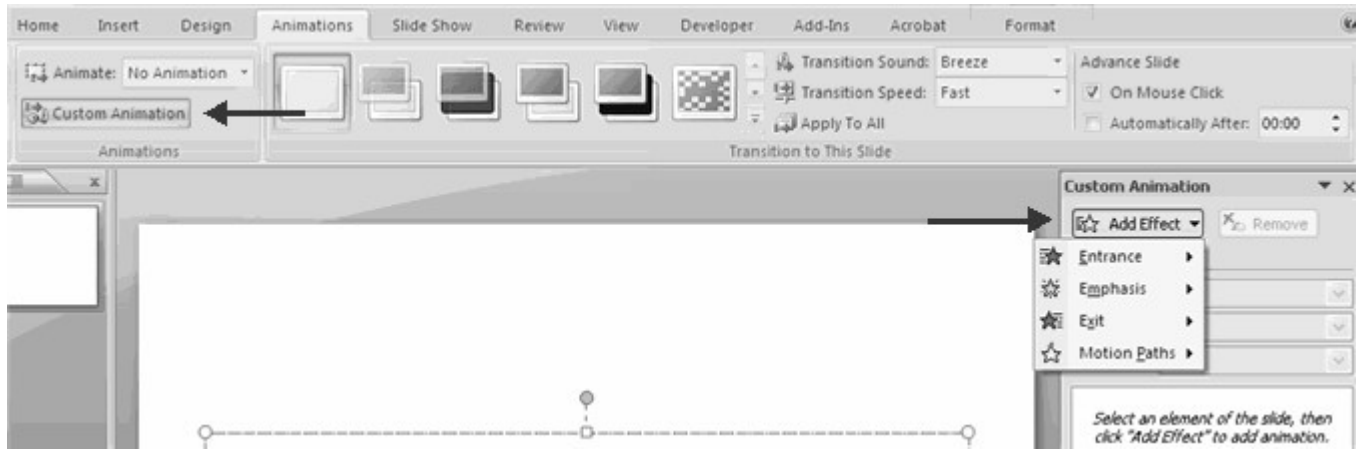 Home Insert Design Animations Slide Show Review View Developer Add-Ins Acrobat Format
Animate: No Animation
Custom Animation
Animations
Transition Sound: Breeze
Transition Speed: Fast
Apply To All
Transition to This Slide
Advance Slide
On Mouse Click
Automatically After: 00:00
Custom Animation
Add Effect Remove
Entrance
Emphasis
Exit
Motion Paths
Select an element of the slide, then
click "Add Effect" to add animation.